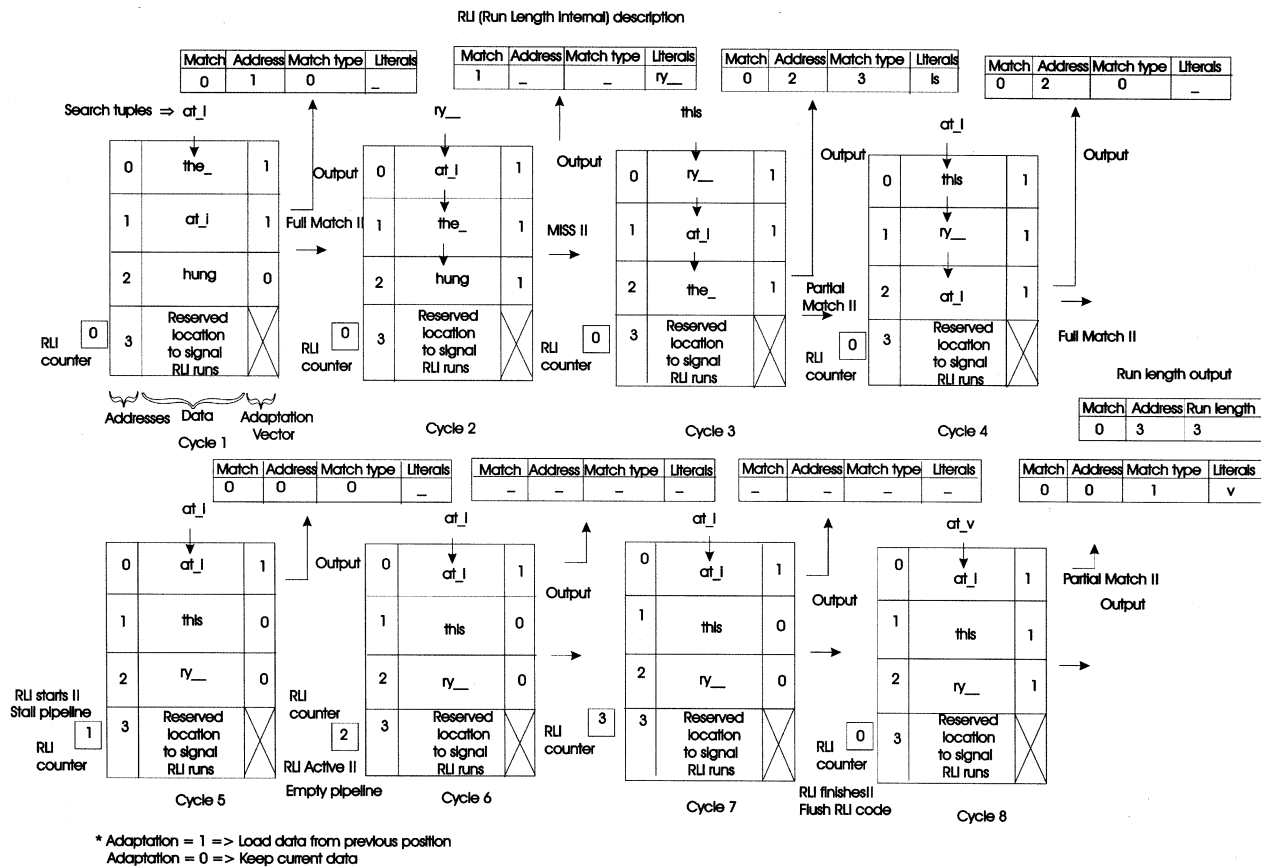 RLI (Run Length Internal) description
Match Address Match type Literals
0 1 0 _
Match Address Match type Literals
1 _ _ ry__
Match Address Match type Literals
0 2 3 is
Match Address Match type Literals
0 2 0 _
Search tuples ⇒ at_i
ry__
this
at_i
0 the_ 1
1 at_i 1
2 hung 0
3 Reserved location to signal RLI runs
RLI counter 0
Output
Full Match II
0 at_i 1
1 the_ 1
2 hung 1
3 Reserved location to signal RLI runs
RLI counter 0
Output
MISS II
0 ry__ 1
1 at_i 1
2 the_ 1
3 Reserved location to signal RLI runs
RLI counter 0
Output
Partial Match II
0 this 1
1 ry__ 1
2 at_i 1
3 Reserved location to signal RLI runs
RLI counter 0
Output
Full Match II
Addresses Data Adaptation Vector
Cycle 1
Cycle 2
Cycle 3
Cycle 4
Run length output
Match Address Run length
0 3 3
Match Address Match type Literals
0 0 0 _
Match Address Match type Literals
_ _ _ _
Match Address Match type Literals
_ _ _ _
Match Address Match type Literals
0 0 1 v
at_i
at_i
at_i
at_v
0 at_i 1
1 this 0
2 ry__ 0
3 Reserved location to signal RLI runs
RLI starts II
Stall pipeline
RLI counter 1
Output
0 at_i 1
1 this 0
2 ry__ 0
3 Reserved location to signal RLI runs
RLI counter 2
RLI Active II
Empty pipeline
Output
0 at_i 1
1 this 0
2 ry__ 0
3 Reserved location to signal RLI runs
RLI counter 3
Output
0 at_i 1
1 this 1
2 ry__ 1
3 Reserved location to signal RLI runs
RLI counter 0
RLI finishes II
Flush RLI code
Partial Match II
Output
Cycle 5
Cycle 6
Cycle 7
Cycle 8
* Adaptation = 1 => Load data from previous position
Adaptation = 0 => Keep current data